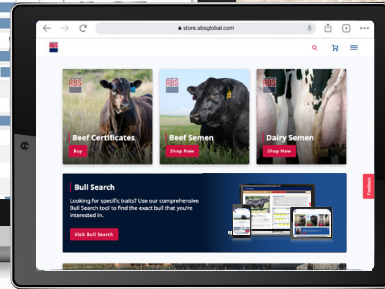 store.absglobal.com
ABS
ABS
ABS
ABS
Beef Certificates
Buy
Beef Semen
Shop Now
Dairy Semen
Shop Now
Bull Search
Looking for specific traits? Use our comprehensive
Bull Search tool to find the exact bull that you're
interested in.
Visit Bull Search
Feedback